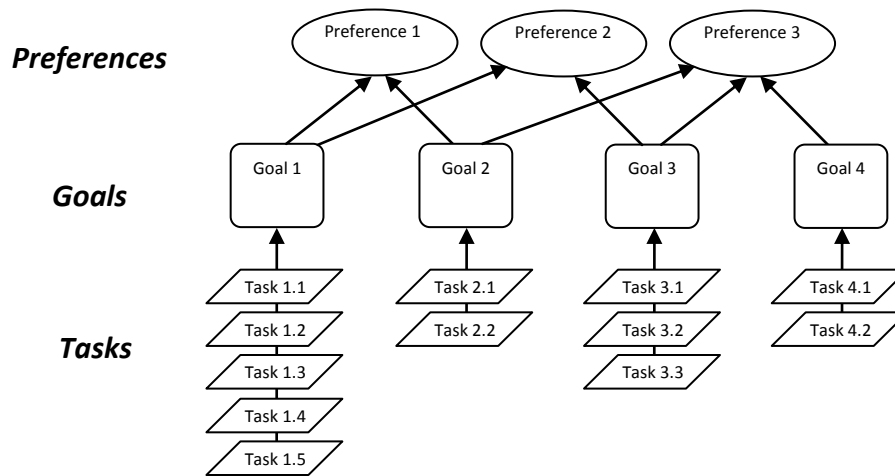 Preferences
Preference 1
Preference 2
Preference 3
Goals
Goal 1
Goal 2
Goal 3
Goal 4
Tasks
Task 1.1
Task 1.2
Task 1.3
Task 1.4
Task 1.5
Task 2.1
Task 2.2
Task 3.1
Task 3.2
Task 3.3
Task 4.1
Task 4.2